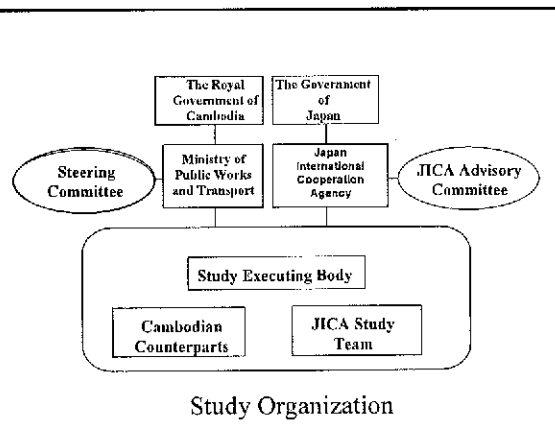 The Royal
Government of
Cambodia
The Government
of
Japan
Steering
Committee
Ministry of
Public Works
and Transport
Japan
International
Cooperation
Agency
JICA Advisory
Committee
Study Executing Body
Cambodian
Counterparts
JICA Study
Team
Study Organization